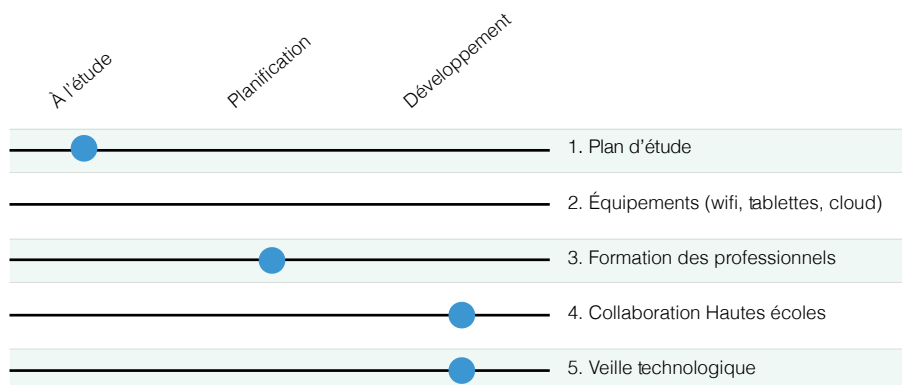 À l'étude
Planification
Développement
1. Plan d'étude
2. Équipements (wifi, tablettes, cloud)
3. Formation des professionnels
4. Collaboration Hautes écoles
5. Veille technologique